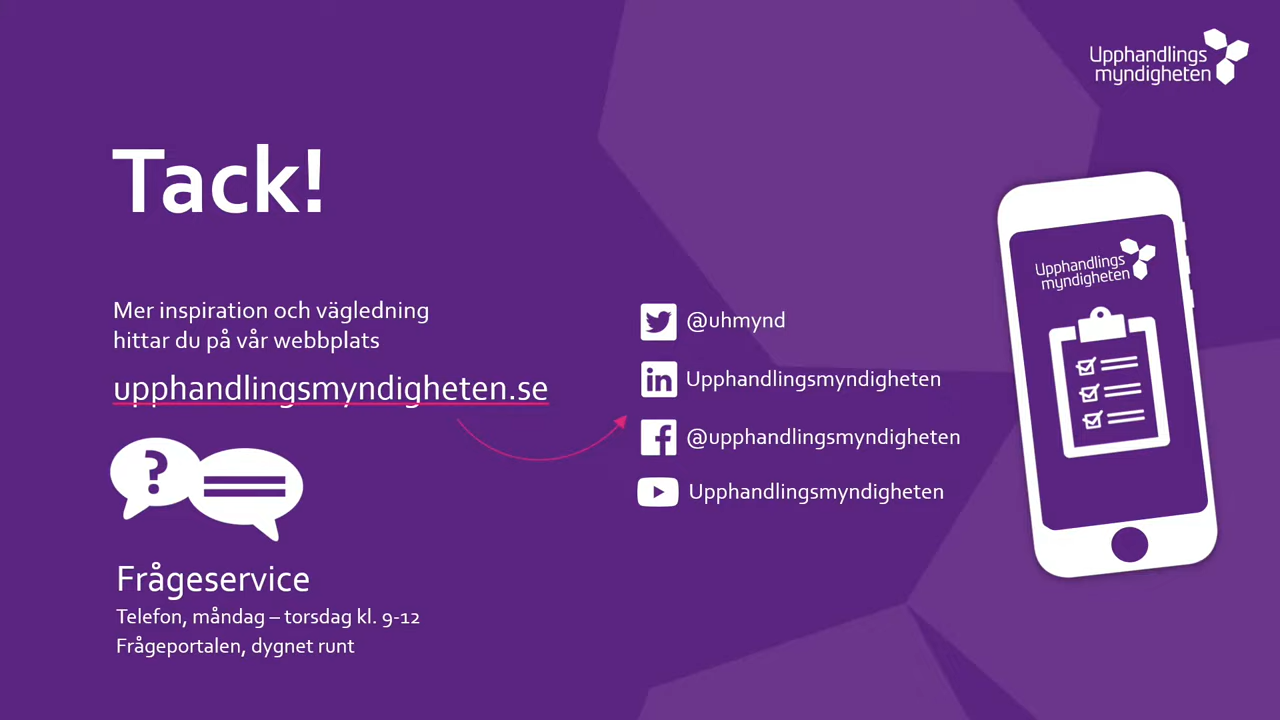 Upphandlings
myndigheten
Tack!
Mer inspiration och vägledning
hittar du på vår webbplats
upphandlingsmyndigheten.se
?
Frågeservice
Telefon, måndag – torsdag kl. 9-12
Frågeportalen, dygnet runt
@uhmynd
in Upphandlingsmyndigheten
f @upphandlingsmyndigheten
Upphandlingsmyndigheten
Upphandlings
myndigheten